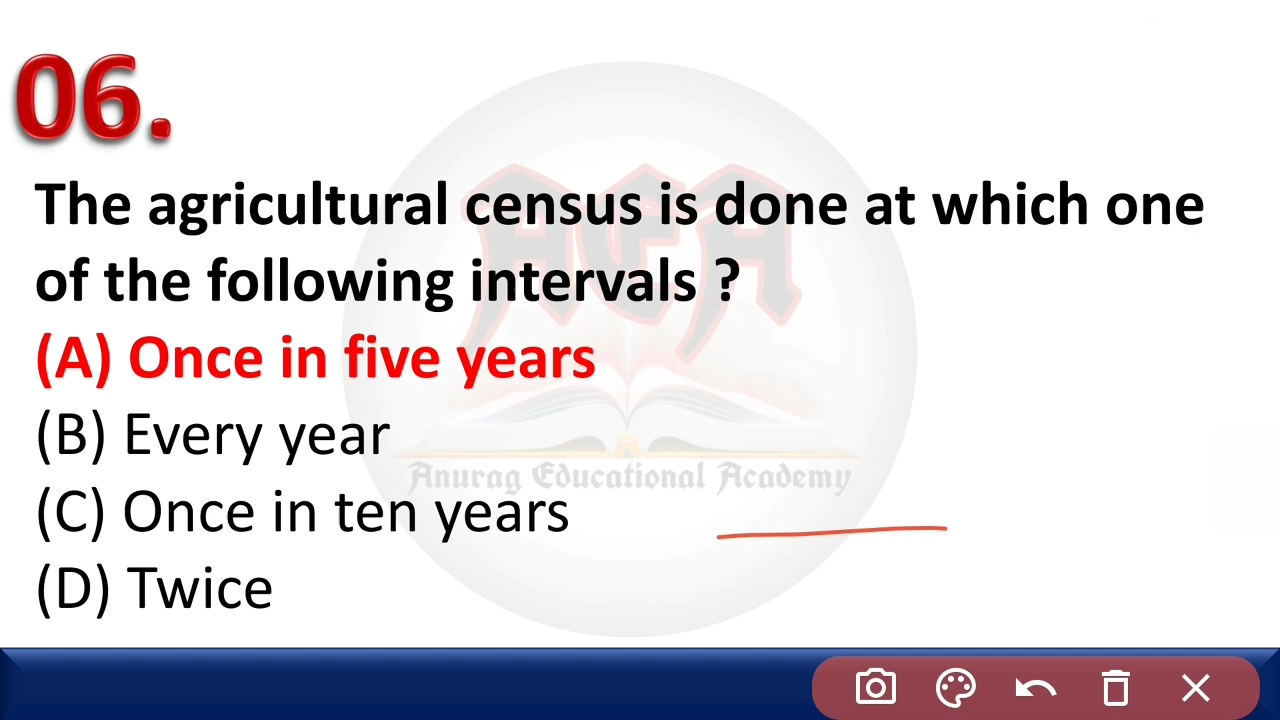 06.
The agricultural census is done at which one
of the following intervals ?
(A) Once in five years
(B) Every year
(C) Once in ten years
(D) Twice
AEA
Anurag Educational Academy